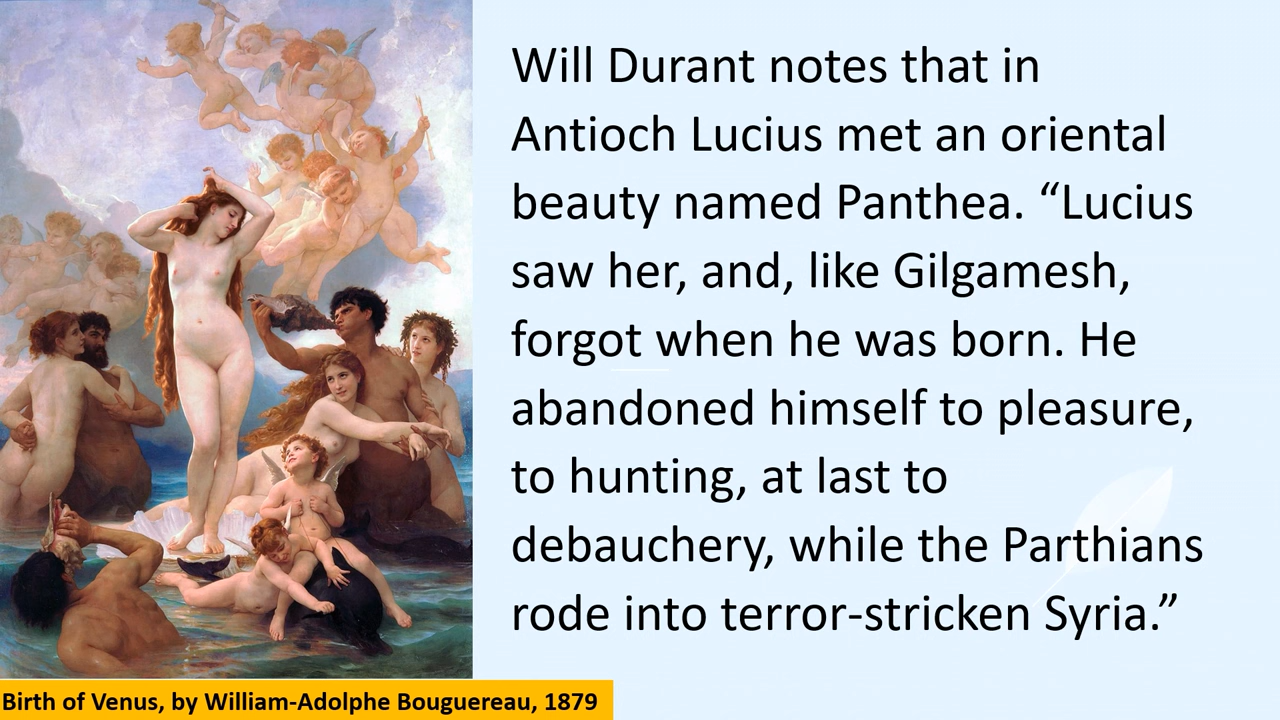 Will Durant notes that in
Antioch Lucius met an oriental
beauty named Panthea. “Lucius
saw her, and, like Gilgamesh,
forgot when he was born. He
abandoned himself to pleasure,
to hunting, at last to
debauchery, while the Parthians
rode into terror-stricken Syria.”
Birth of Venus, by William-Adolphe Bouguereau, 1879